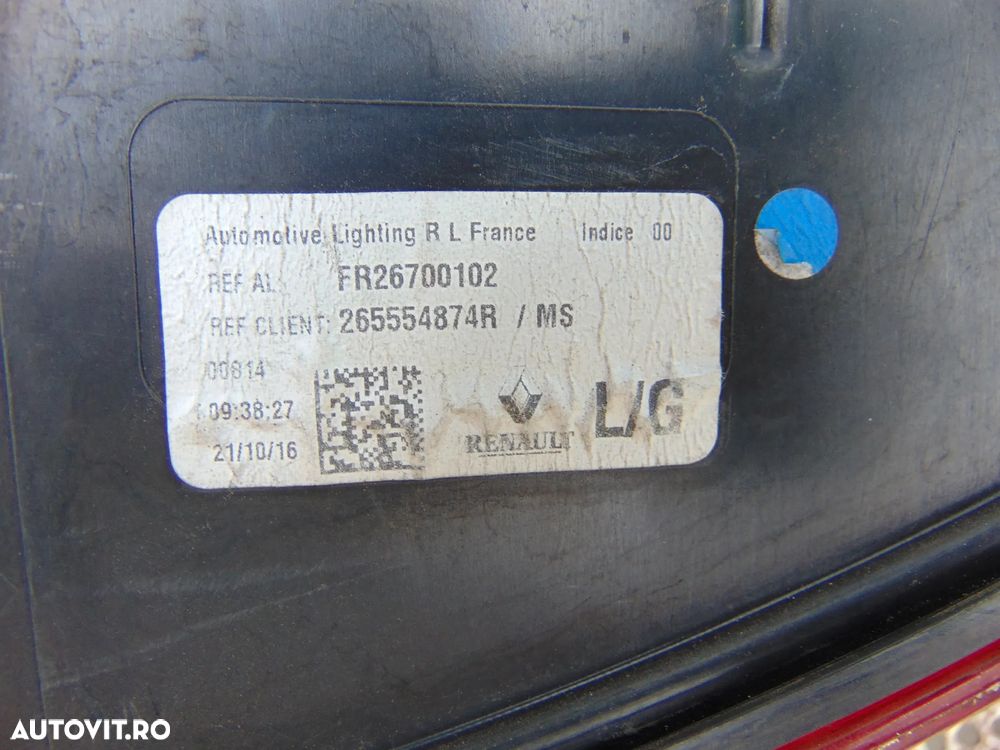 Automotive Lighting R L France Indice 00
REF AL: FR26700102
REF CLIENT: 265554874R / MS
00814
09:38:27
21/10/16
RENAULT
L/G
AUTOVIT.RO